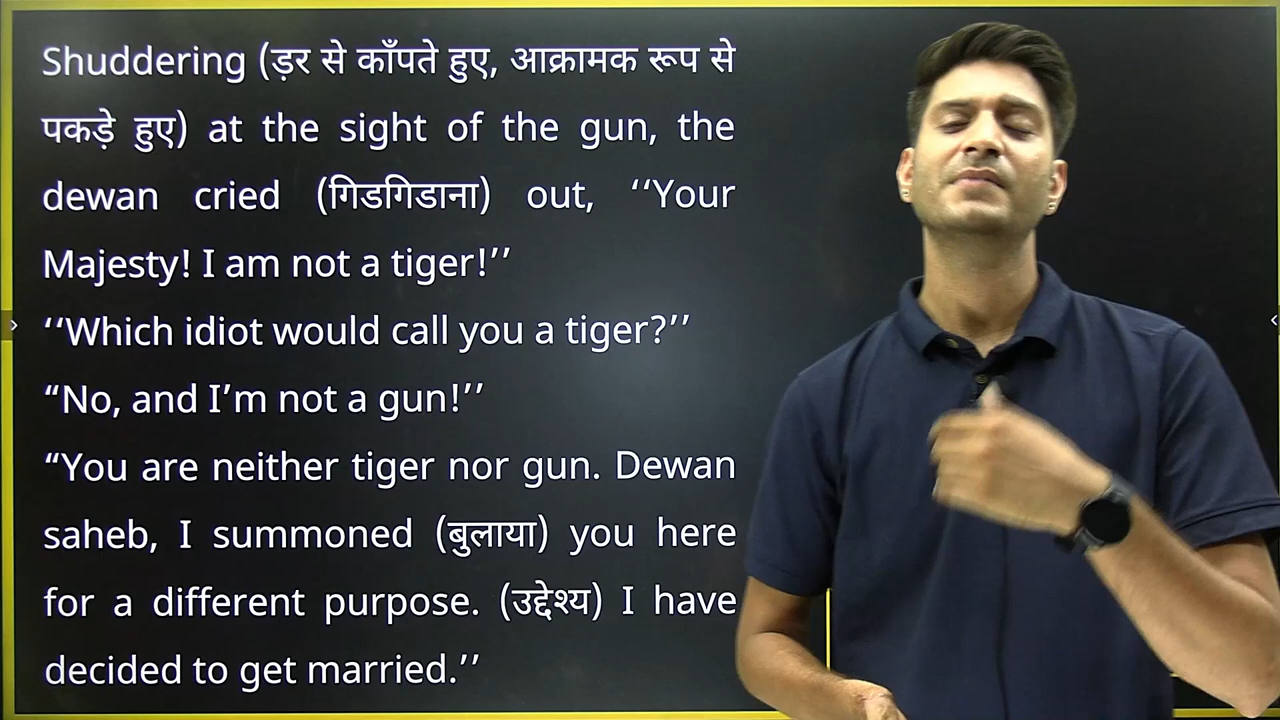 Shuddering (ड़र से काँपते हुए, आक्रामक रूप से
पकड़े हुए) at the sight of the gun, the
dewan cried (गिडगिडाना) out, ‘‘Your
Majesty! I am not a tiger!’’
‘‘Which idiot would call you a tiger?’’
“No, and I’m not a gun!’’
“You are neither tiger nor gun. Dewan
saheb, I summoned (बुलाया) you here
for a different purpose. (उद्देश्य) I have
decided to get married.’’